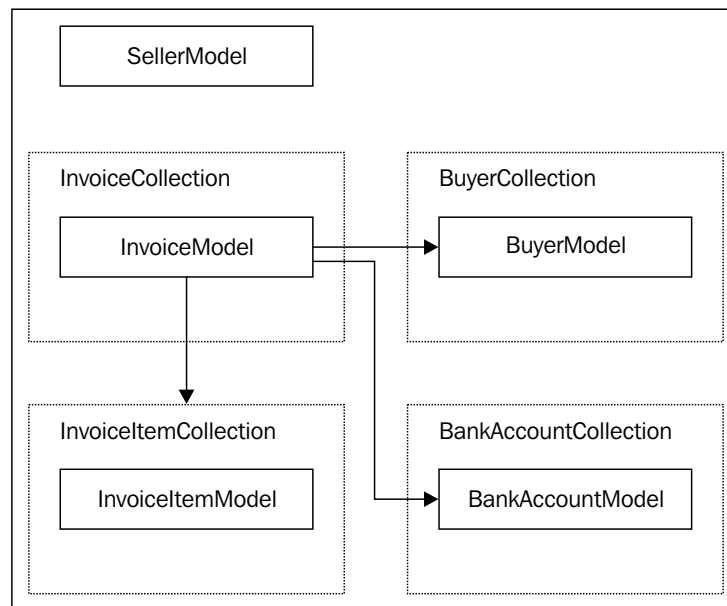 SellerModel
InvoiceCollection
InvoiceModel
BuyerCollection
BuyerModel
InvoiceItemCollection
InvoiceItemModel
BankAccountCollection
BankAccountModel